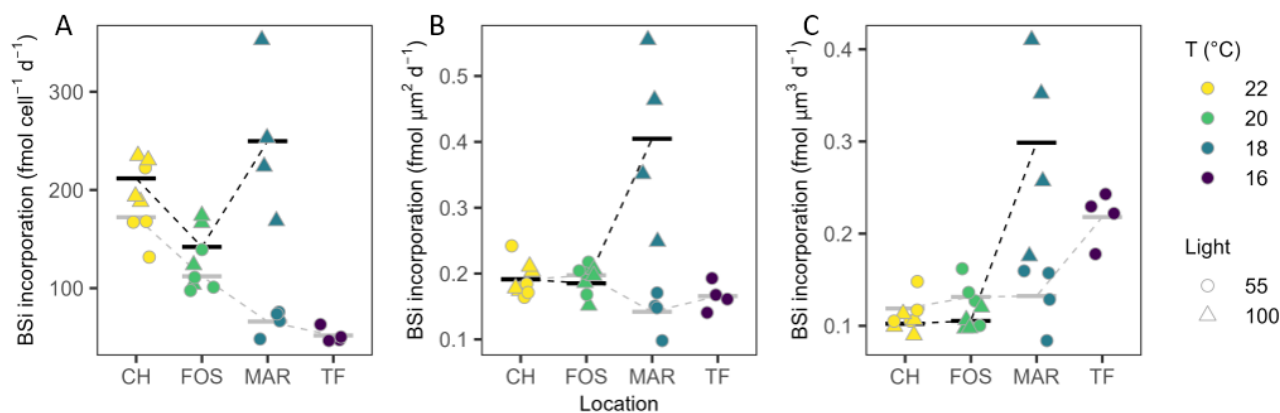 A
BSi incorporation (fmol cell⁻¹ d⁻¹)
300
200
100
CH FOS MAR TF
B
BSi incorporation (fmol µm² d⁻¹)
0.5
0.4
0.3
0.2
0.1
CH FOS MAR TF
Location
C
BSi incorporation (fmol µm³ d⁻¹)
0.4
0.3
0.2
0.1
CH FOS MAR TF
T (°C)
22
20
18
16
Light
55
100